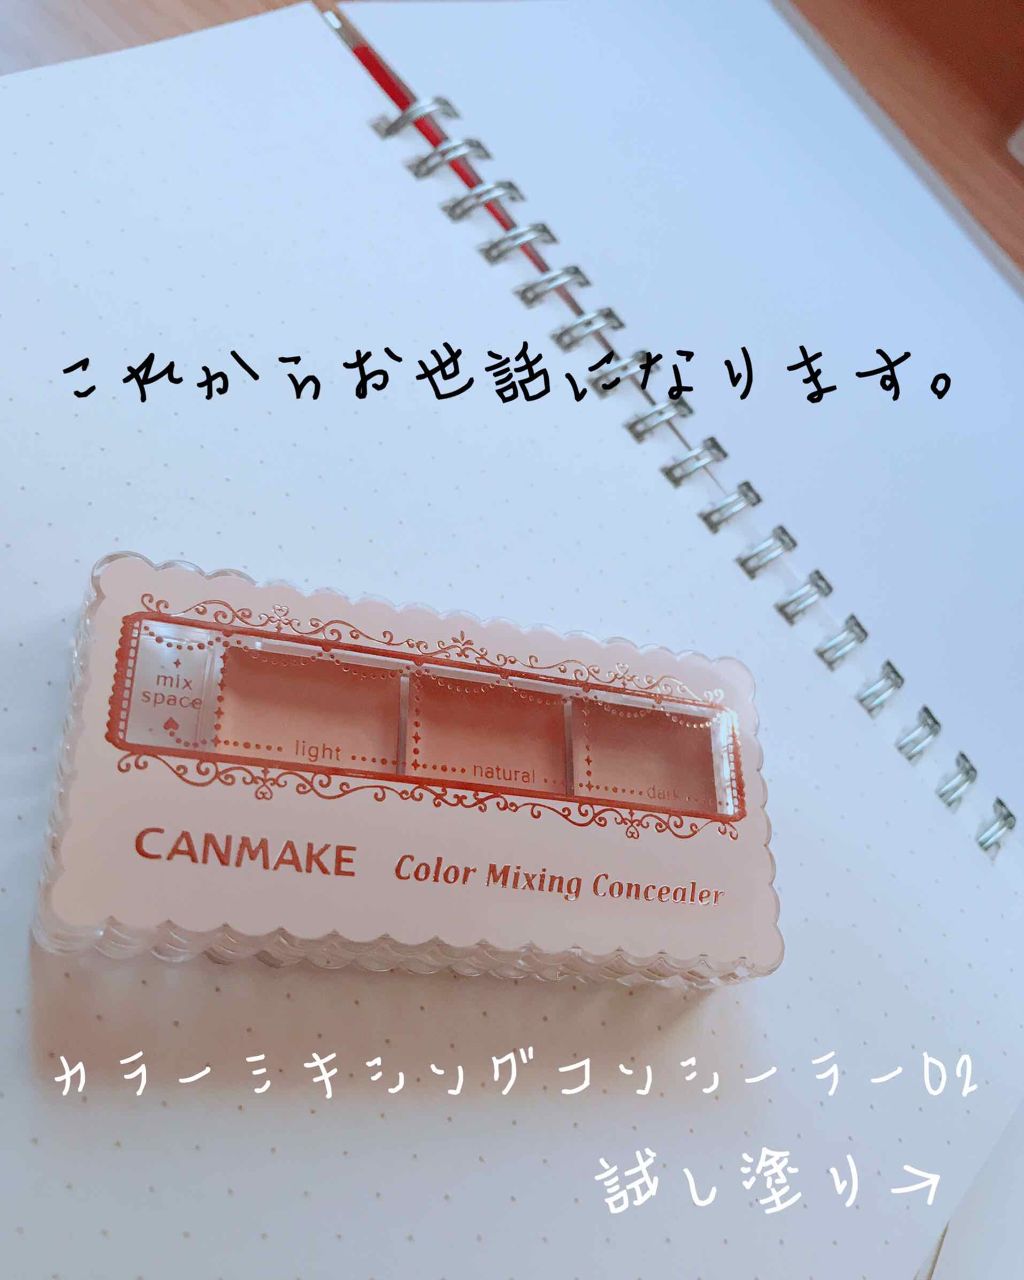 これからお世話になります。
mix
space
light
natural
dark
CANMAKE Color Mixing Concealer
カラーミキシングコンシーラー02
試し塗り→